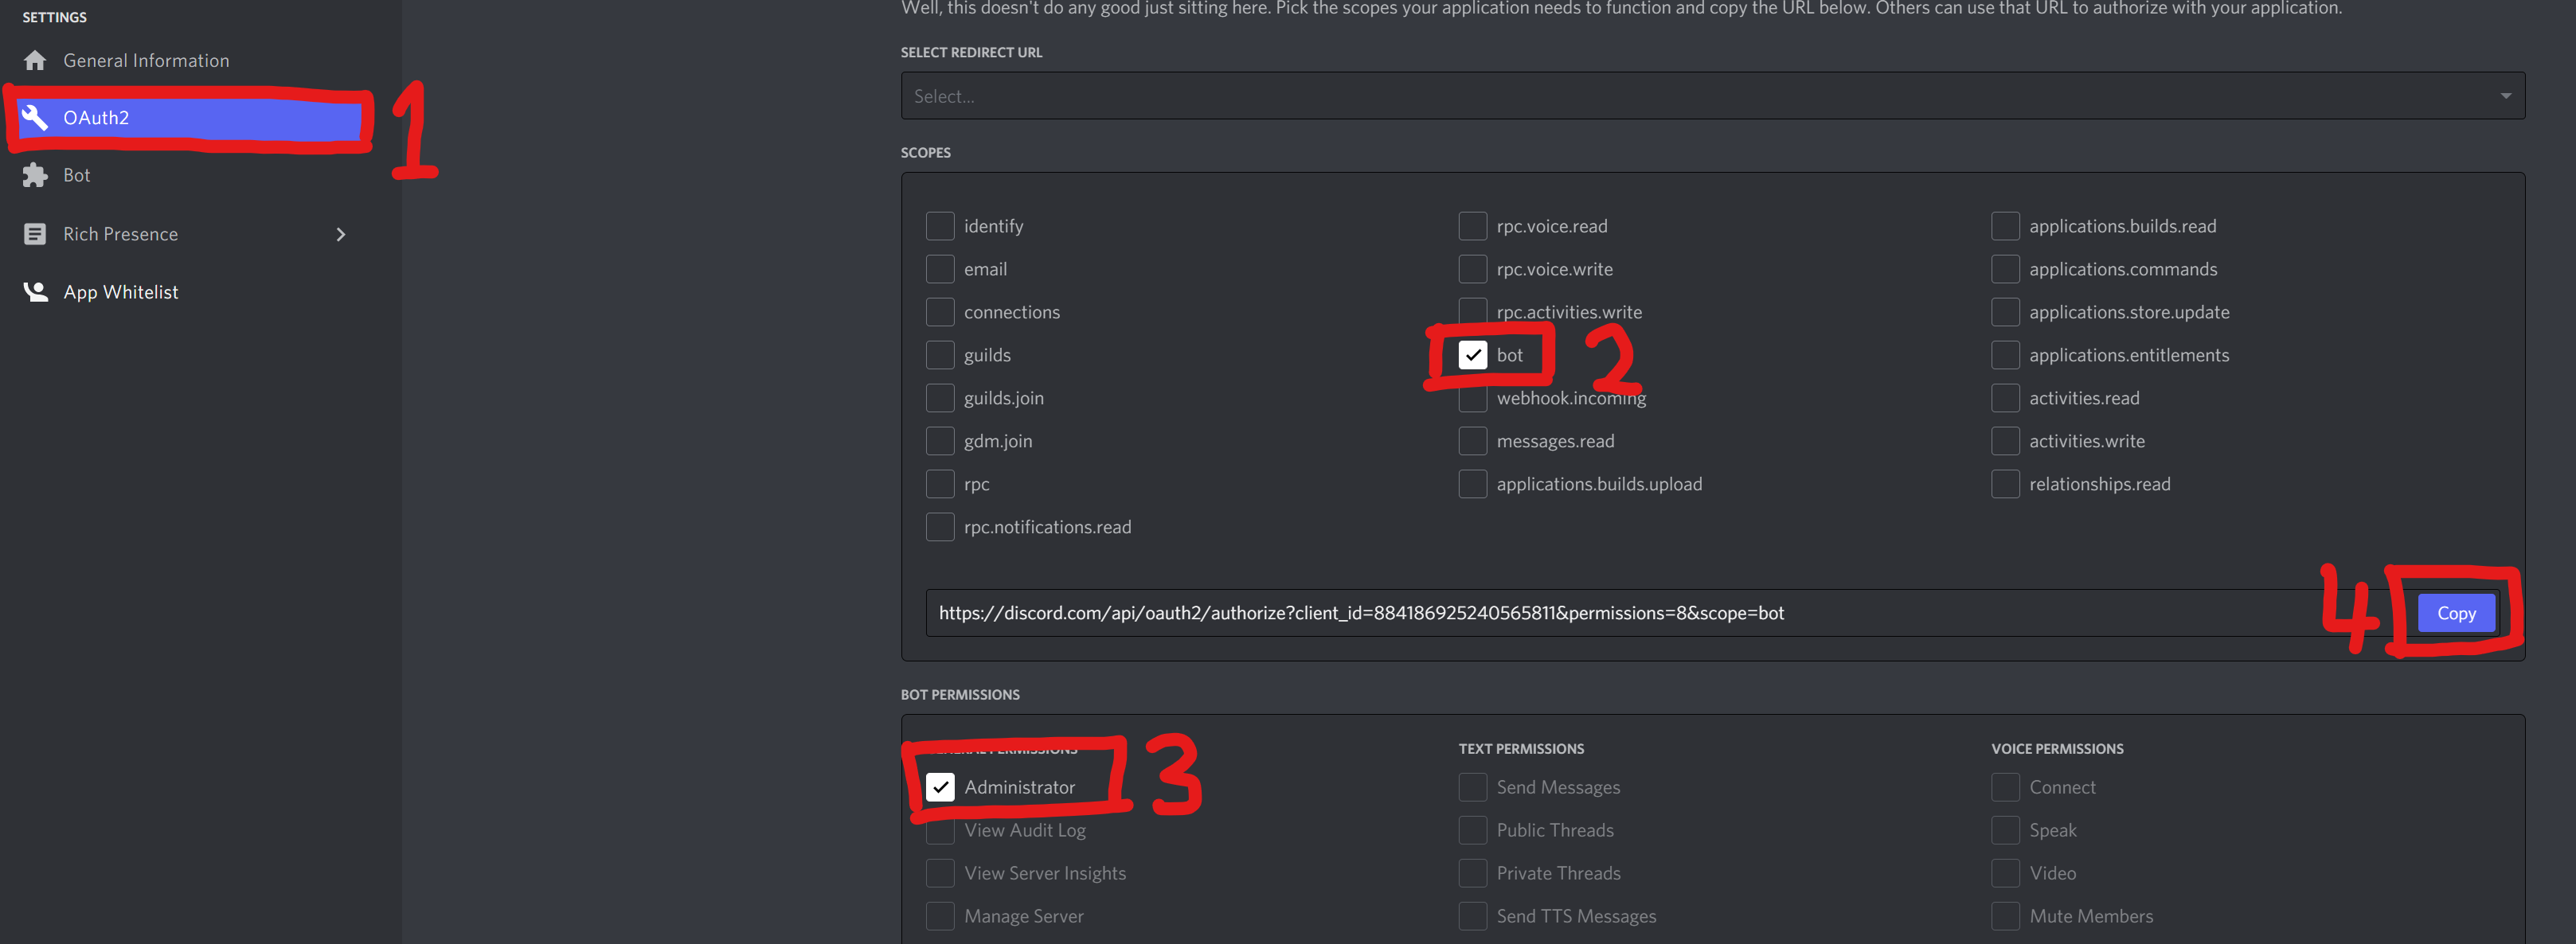 SETTINGS
General Information
OAuth2
1
Bot
Rich Presence
App Whitelist
Well, this doesn't do any good just sitting here. Pick the scopes your application needs to function and copy the URL below. Others can use that URL to authorize with your application.
SELECT REDIRECT URL
Select...
SCOPES
identify
email
connections
guilds
guilds.join
gdm.join
rpc
rpc.notifications.read
rpc.voice.read
rpc.voice.write
rpc.activities.write
bot
2
webhook.incoming
messages.read
applications.builds.upload
applications.builds.read
applications.commands
applications.store.update
applications.entitlements
activities.read
activities.write
relationships.read
https://discord.com/api/oauth2/authorize?client_id=884186925240565811&permissions=8&scope=bot
4
Copy
BOT PERMISSIONS
GENERAL PERMISSIONS
Administrator
3
View Audit Log
View Server Insights
Manage Server
TEXT PERMISSIONS
Send Messages
Public Threads
Private Threads
Send TTS Messages
VOICE PERMISSIONS
Connect
Speak
Video
Mute Members